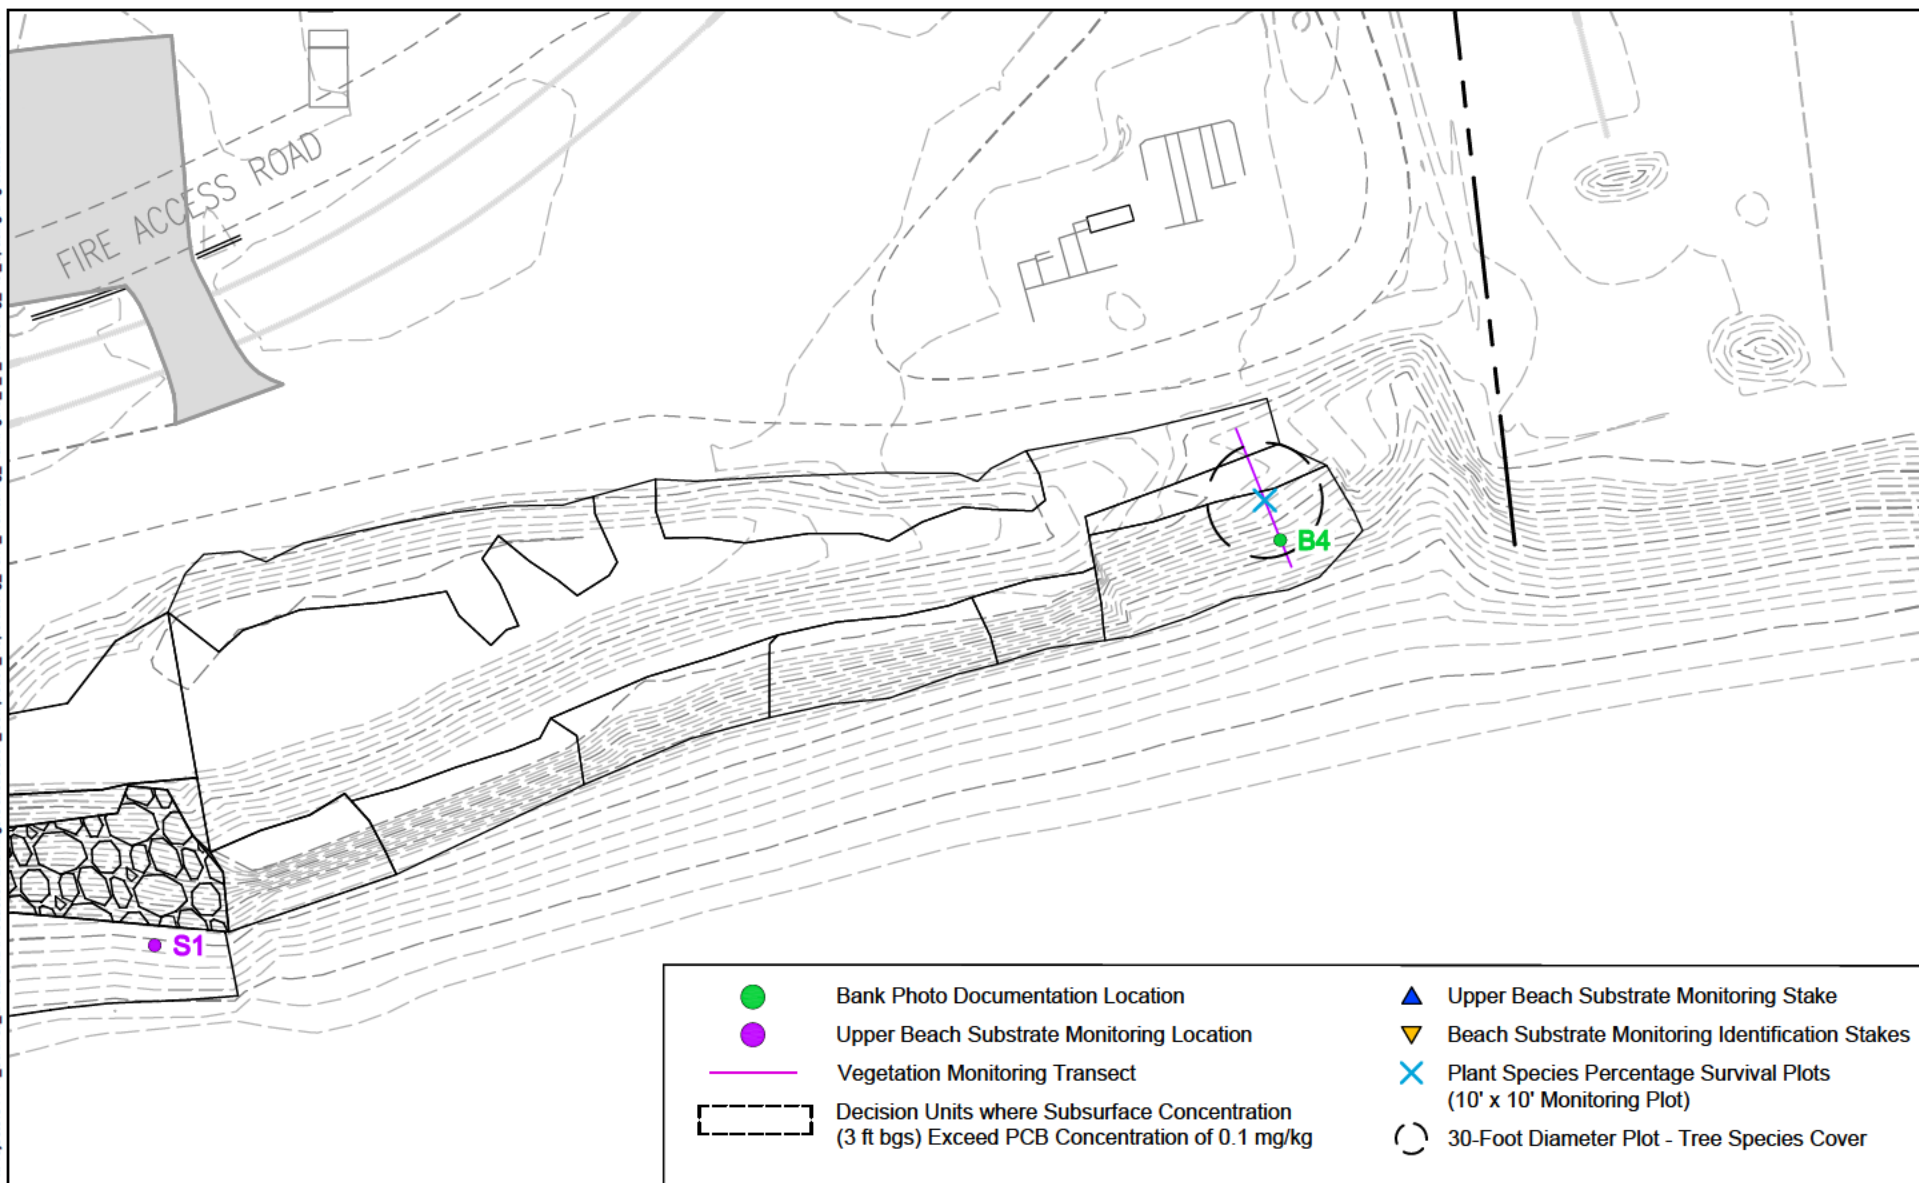 FIRE ACCESS ROAD
B4
S1
Bank Photo Documentation Location
Upper Beach Substrate Monitoring Location
Vegetation Monitoring Transect
Decision Units where Subsurface Concentration
(3 ft bgs) Exceed PCB Concentration of 0.1 mg/kg
Upper Beach Substrate Monitoring Stake
Beach Substrate Monitoring Identification Stakes
Plant Species Percentage Survival Plots
(10' x 10' Monitoring Plot)
30-Foot Diameter Plot - Tree Species Cover